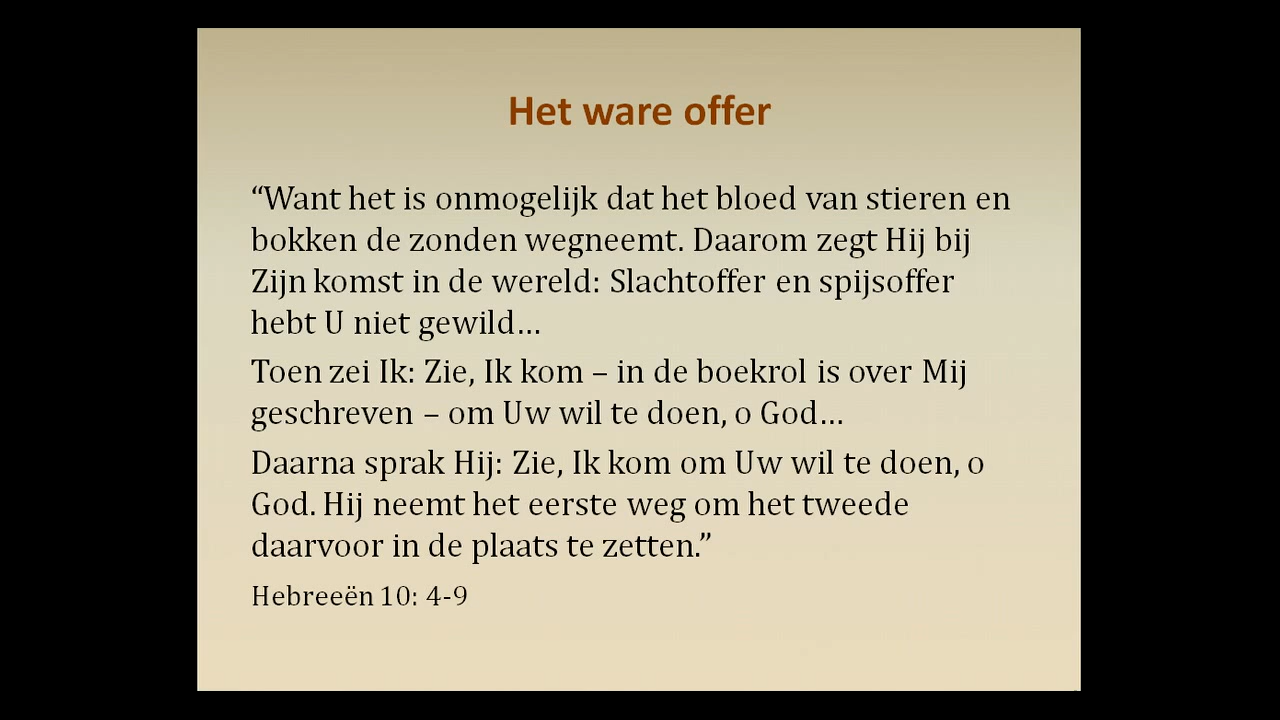 Het ware offer
“Want het is onmogelijk dat het bloed van stieren en
bokken de zonden wegneemt. Daarom zegt Hij bij
Zijn komst in de wereld: Slachtoffer en spijsoffer
hebt U niet gewild…
Toen zei Ik: Zie, Ik kom – in de boekrol is over Mij
geschreven – om Uw wil te doen, o God…
Daarna sprak Hij: Zie, Ik kom om Uw wil te doen, o
God. Hij neemt het eerste weg om het tweede
daarvoor in de plaats te zetten.”
Hebreeën 10: 4-9